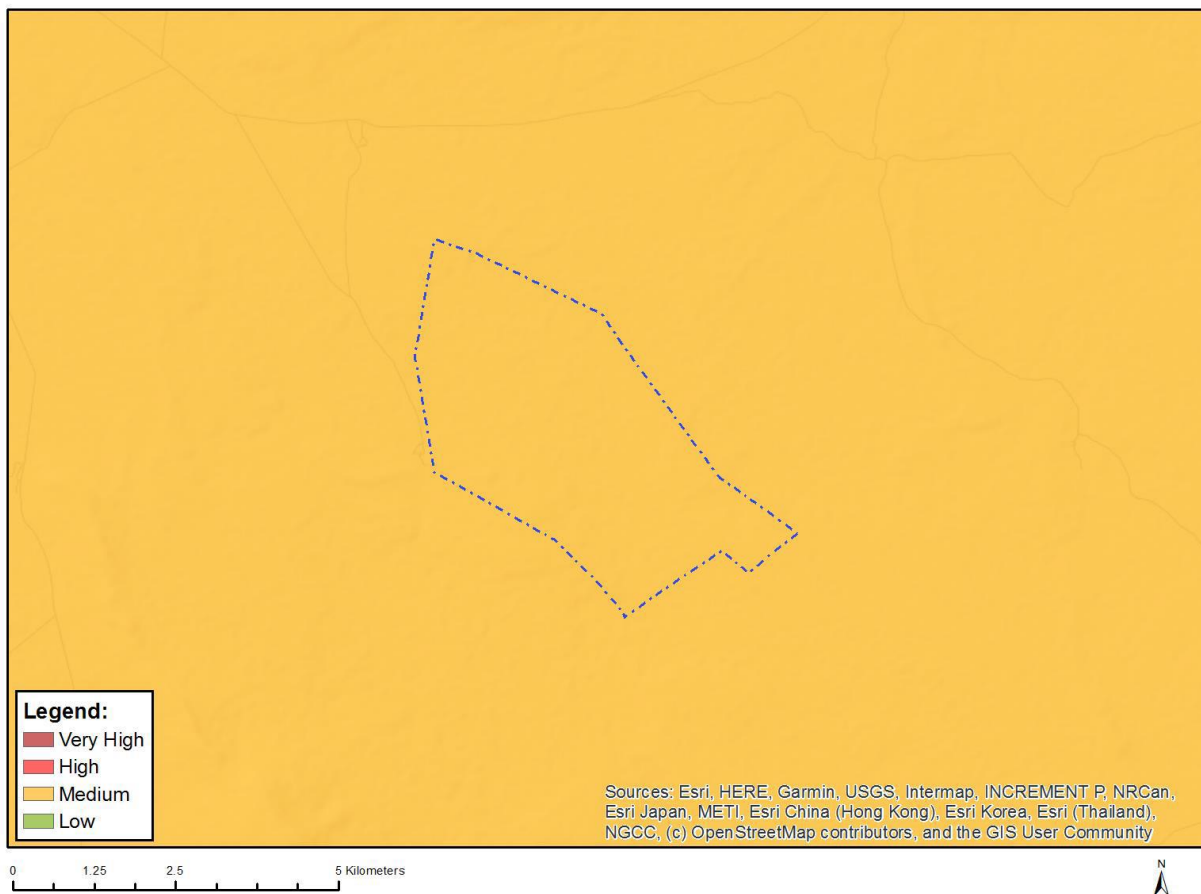 Legend:
Very High
High
Medium
Low
Sources: Esri, HERE, Garmin, USGS, Intermap, INCREMENT P, NRCan,
Esri Japan, METI, Esri China (Hong Kong), Esri Korea, Esri (Thailand),
NGCC, (c) OpenStreetMap contributors, and the GIS User Community
0 1.25 2.5 5 Kilometers
N